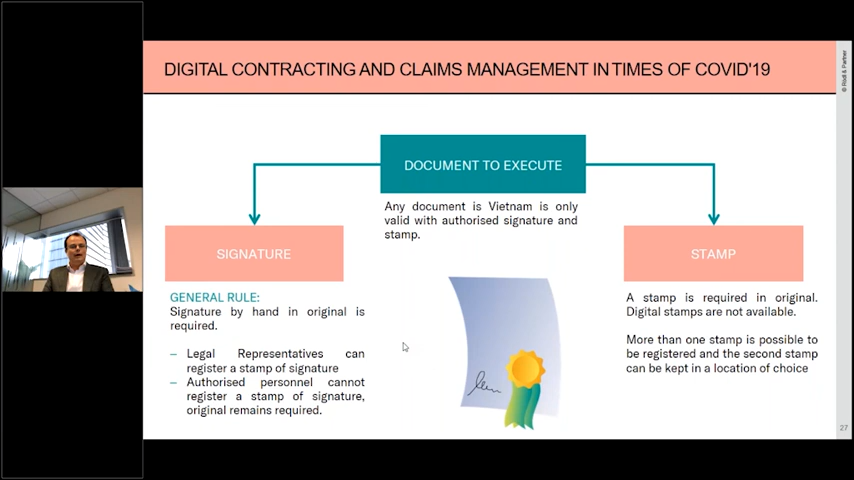 DIGITAL CONTRACTING AND CLAIMS MANAGEMENT IN TIMES OF COVID'19
© Rödl & Partner
DOCUMENT TO EXECUTE
Any document is Vietnam is only
valid with authorised signature and
stamp.
SIGNATURE
GENERAL RULE:
Signature by hand in original is
required.
– Legal Representatives can
register a stamp of signature
– Authorised personnel cannot
register a stamp of signature,
original remains required.
STAMP
A stamp is required in original.
Digital stamps are not available.
More than one stamp is possible to
be registered and the second stamp
can be kept in a location of choice
27